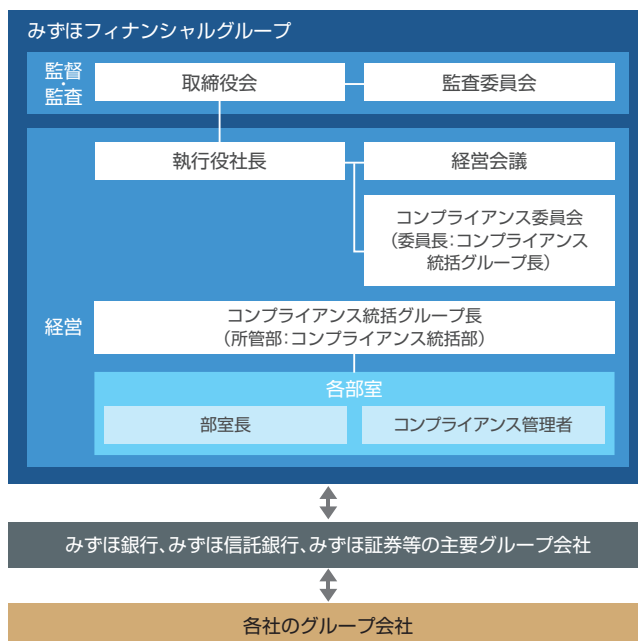 みずほフィナンシャルグループ
監督・監査
取締役会
監査委員会
執行役社長
経営会議
コンプライアンス委員会
(委員長:コンプライアンス
統括グループ長)
経営
コンプライアンス統括グループ長
(所管部:コンプライアンス統括部)
各部室
部室長
コンプライアンス管理者
みずほ銀行、みずほ信託銀行、みずほ証券等の主要グループ会社
各社のグループ会社